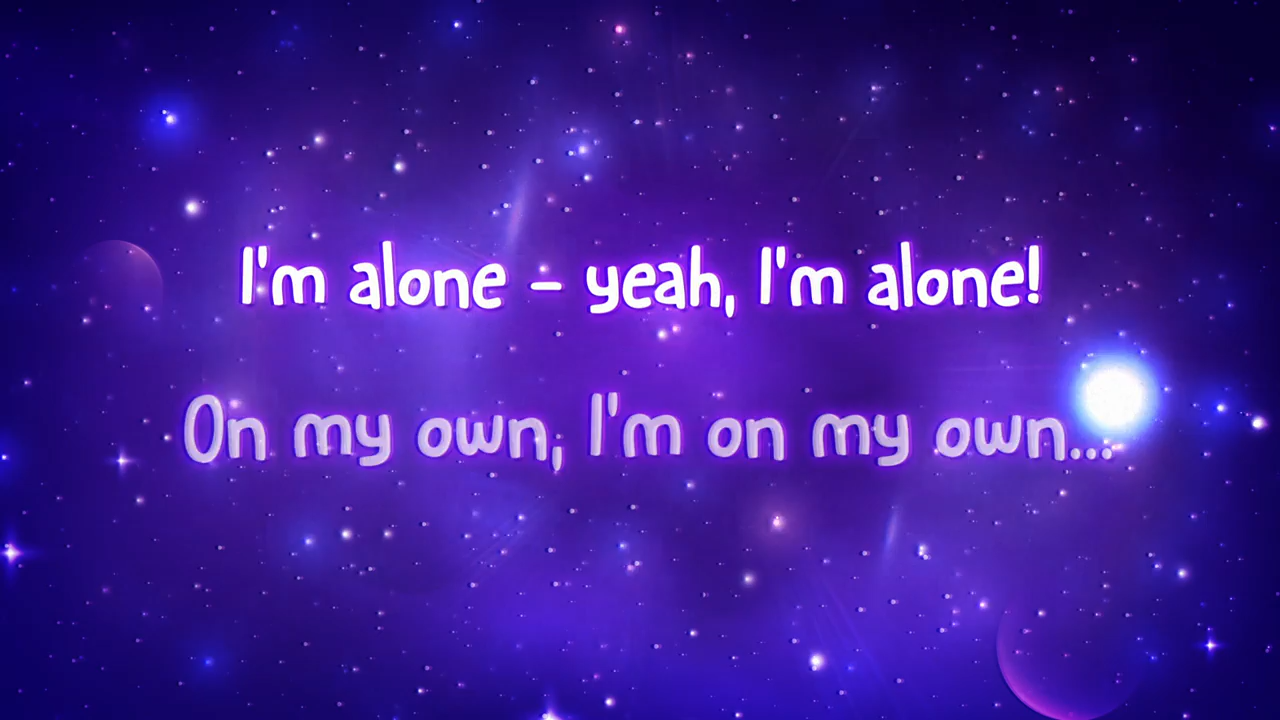 I'm alone – yeah, I'm alone!
On my own, I'm on my own...